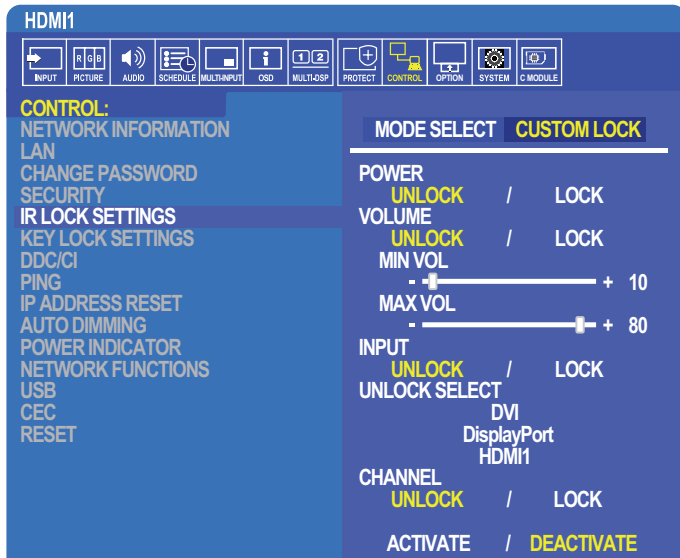 HDMI1
INPUT PICTURE AUDIO SCHEDULE MULTI-INPUT OSD MULTI-DSP PROTECT CONTROL OPTION SYSTEM C MODULE
R G B
1 2
CONTROL:
NETWORK INFORMATION
LAN
CHANGE PASSWORD
SECURITY
IR LOCK SETTINGS
KEY LOCK SETTINGS
DDC/CI
PING
IP ADDRESS RESET
AUTO DIMMING
POWER INDICATOR
NETWORK FUNCTIONS
USB
CEC
RESET
MODE SELECT CUSTOM LOCK
POWER
UNLOCK / LOCK
VOLUME
UNLOCK / LOCK
MIN VOL
- + 10
MAX VOL
- + 80
INPUT
UNLOCK / LOCK
UNLOCK SELECT
DVI
DisplayPort
HDMI1
CHANNEL
UNLOCK / LOCK
ACTIVATE / DEACTIVATE